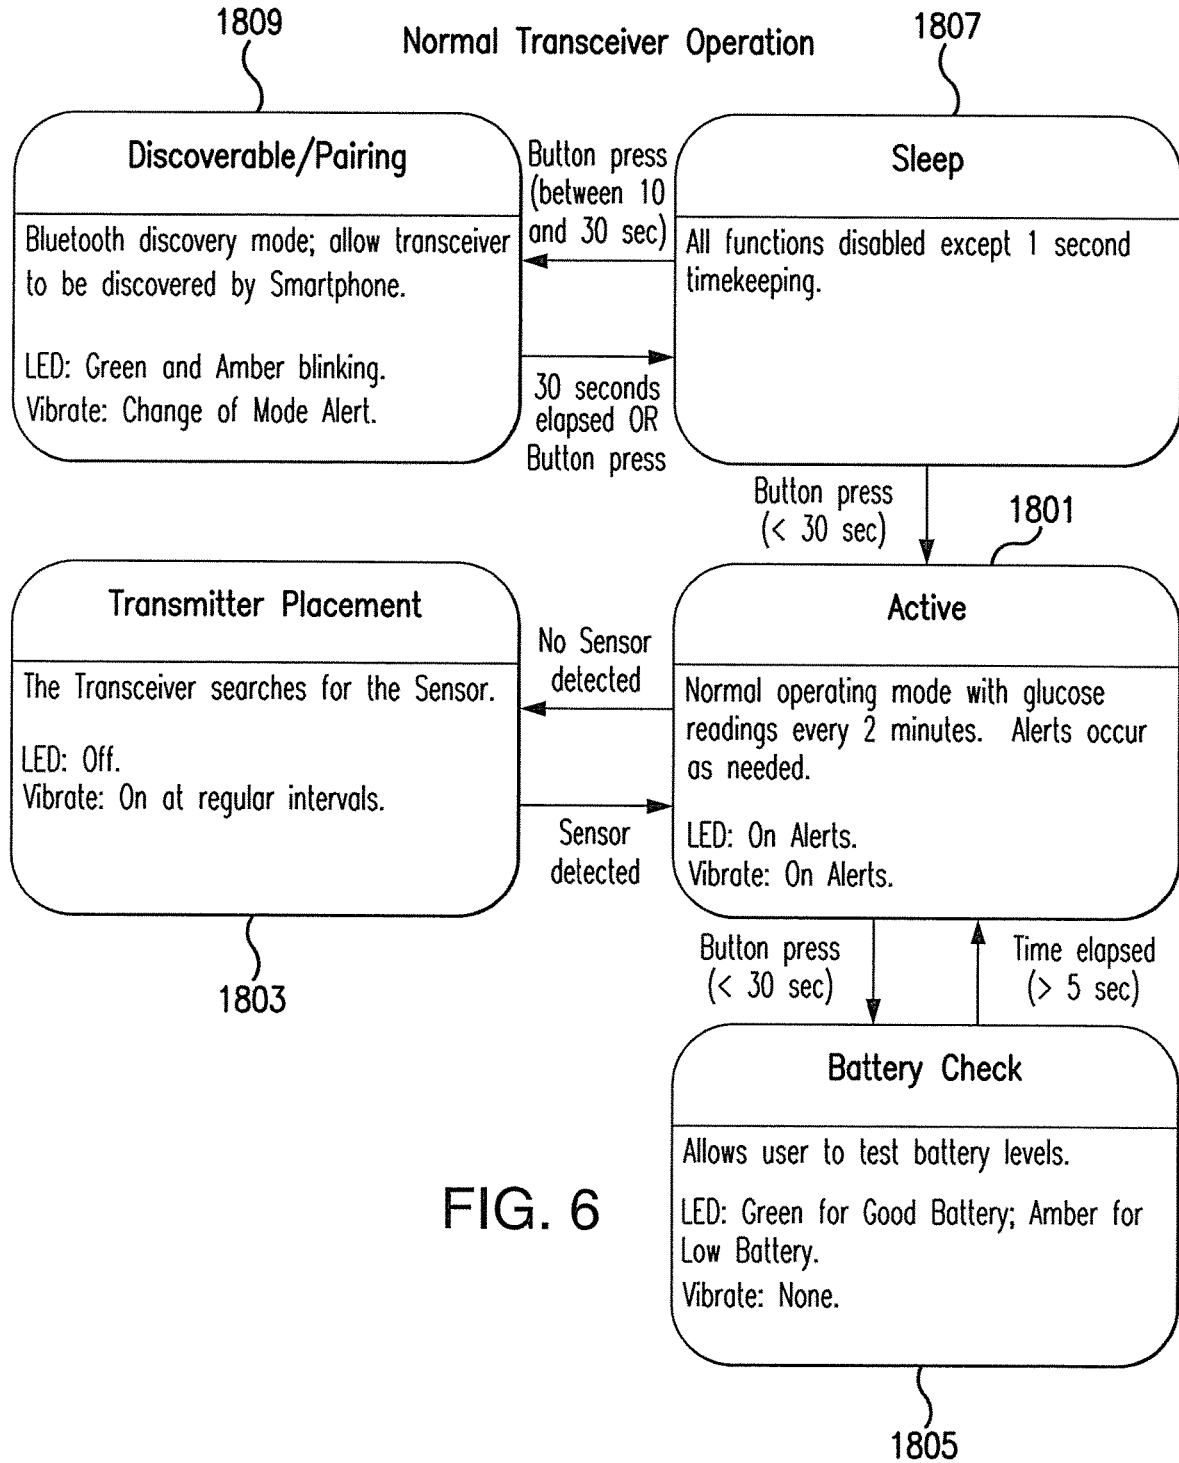 1809
Normal Transceiver Operation
1807
Discoverable/Pairing
Bluetooth discovery mode; allow transceiver
to be discovered by Smartphone.
LED: Green and Amber blinking.
Vibrate: Change of Mode Alert.
Button press
(between 10
and 30 sec)
30 seconds
elapsed OR
Button press
Sleep
All functions disabled except 1 second
timekeeping.
Button press
(< 30 sec)
1801
Transmitter Placement
The Transceiver searches for the Sensor.
LED: Off.
Vibrate: On at regular intervals.
1803
No Sensor
detected
Sensor
detected
Active
Normal operating mode with glucose
readings every 2 minutes. Alerts occur
as needed.
LED: On Alerts.
Vibrate: On Alerts.
Button press
(< 30 sec)
Time elapsed
(> 5 sec)
Battery Check
Allows user to test battery levels.
LED: Green for Good Battery; Amber for
Low Battery.
Vibrate: None.
1805
FIG. 6